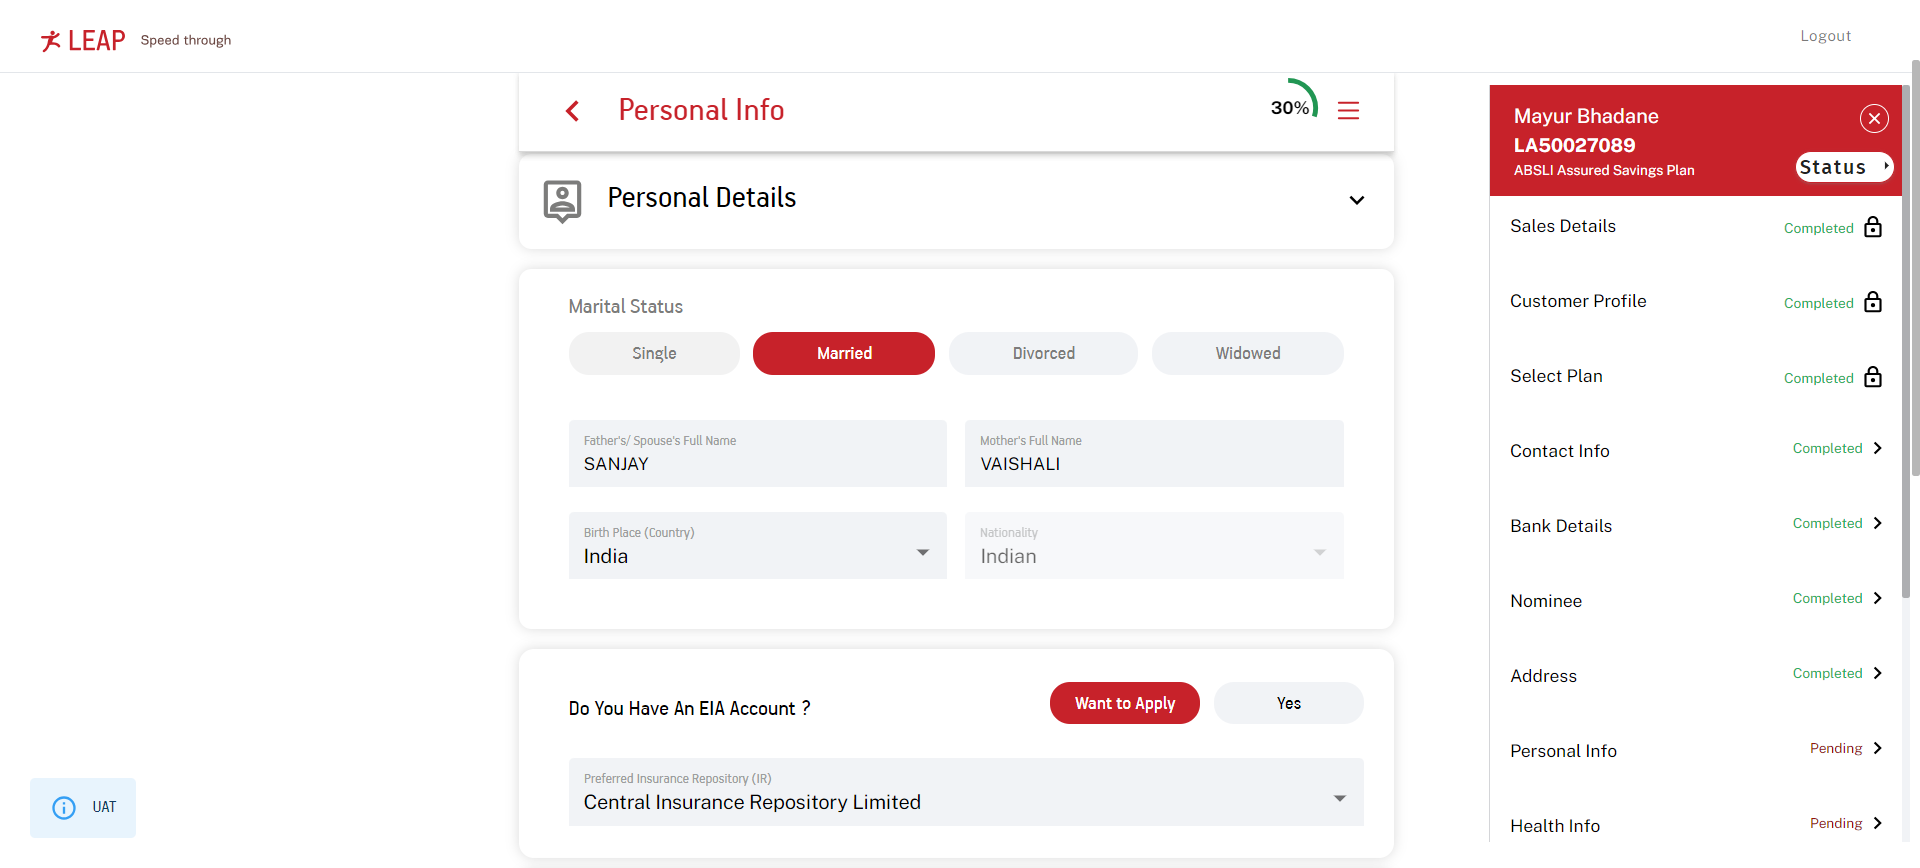 LEAP Speed through
Logout
Personal Info
30%
Personal Details
Marital Status
Single Married Divorced Widowed
Father's/ Spouse's Full Name
SANJAY
Mother's Full Name
VAISHALI
Birth Place (Country)
India
Nationality
Indian
Do You Have An EIA Account ?
Want to Apply Yes
Preferred Insurance Repository (IR)
Central Insurance Repository Limited
UAT
Mayur Bhadane
LA50027089
ABSLI Assured Savings Plan
Status
Sales Details Completed
Customer Profile Completed
Select Plan Completed
Contact Info Completed
Bank Details Completed
Nominee Completed
Address Completed
Personal Info Pending
Health Info Pending